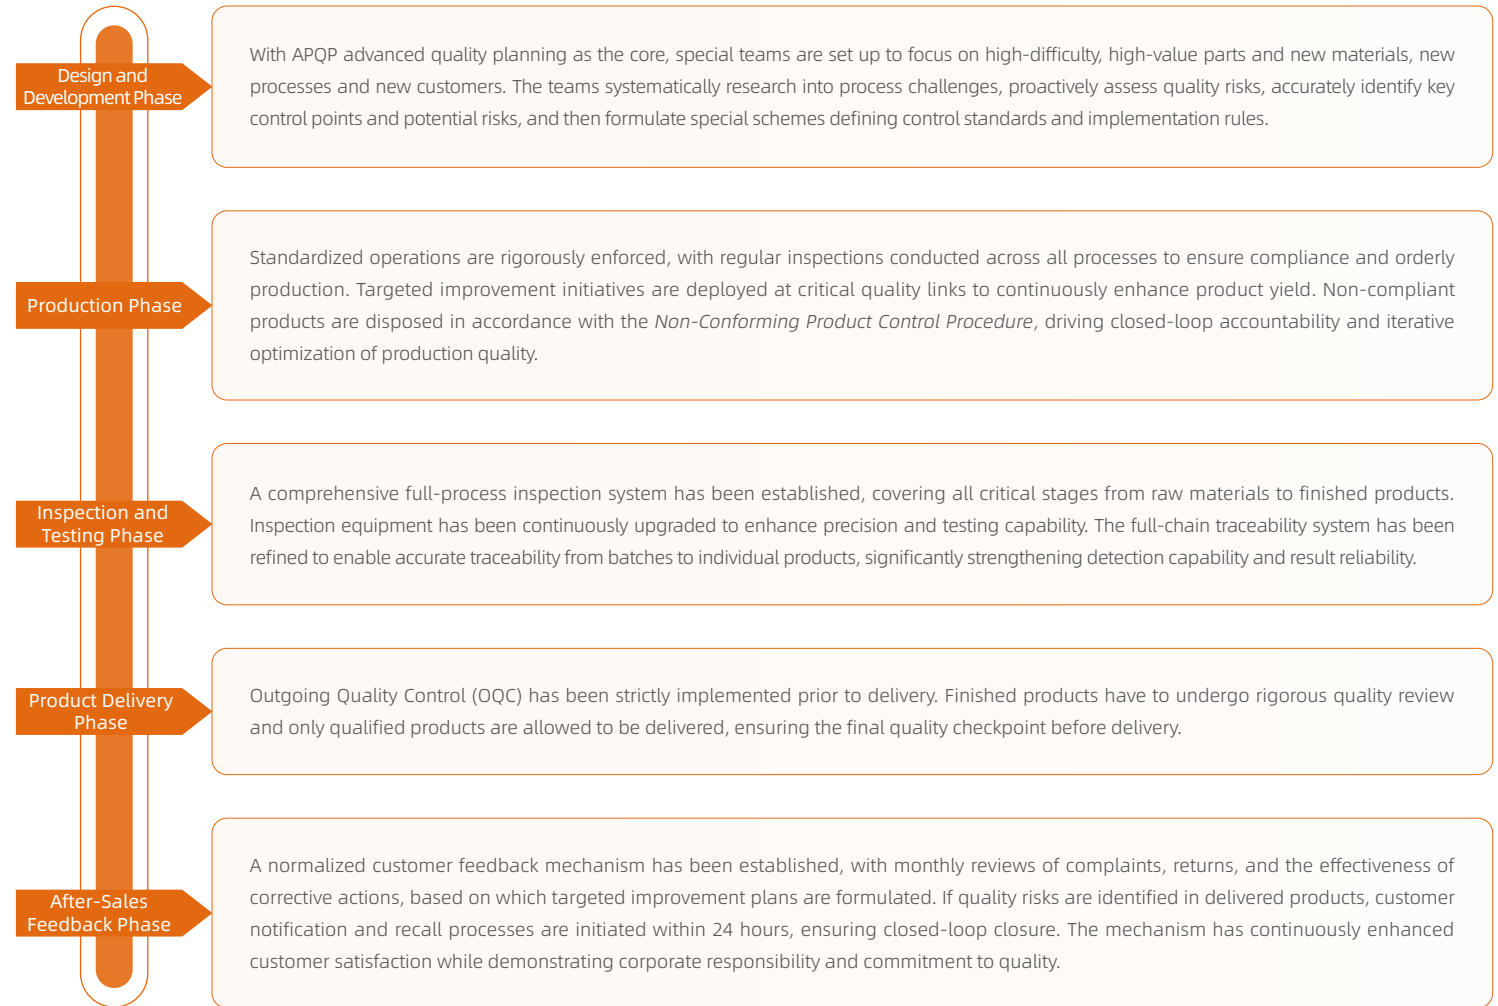 Design and
Development Phase
With APQP advanced quality planning as the core, special teams are set up to focus on high-difficulty, high-value parts and new materials, new
processes and new customers. The teams systematically research into process challenges, proactively assess quality risks, accurately identify key
control points and potential risks, and then formulate special schemes defining control standards and implementation rules.
Production Phase
Standardized operations are rigorously enforced, with regular inspections conducted across all processes to ensure compliance and orderly
production. Targeted improvement initiatives are deployed at critical quality links to continuously enhance product yield. Non-compliant
products are disposed in accordance with the Non-Conforming Product Control Procedure, driving closed-loop accountability and iterative
optimization of production quality.
Inspection and
Testing Phase
A comprehensive full-process inspection system has been established, covering all critical stages from raw materials to finished products.
Inspection equipment has been continuously upgraded to enhance precision and testing capability. The full-chain traceability system has been
refined to enable accurate traceability from batches to individual products, significantly strengthening detection capability and result reliability.
Product Delivery
Phase
Outgoing Quality Control (OQC) has been strictly implemented prior to delivery. Finished products have to undergo rigorous quality review
and only qualified products are allowed to be delivered, ensuring the final quality checkpoint before delivery.
After-Sales
Feedback Phase
A normalized customer feedback mechanism has been established, with monthly reviews of complaints, returns, and the effectiveness of
corrective actions, based on which targeted improvement plans are formulated. If quality risks are identified in delivered products, customer
notification and recall processes are initiated within 24 hours, ensuring closed-loop closure. The mechanism has continuously enhanced
customer satisfaction while demonstrating corporate responsibility and commitment to quality.